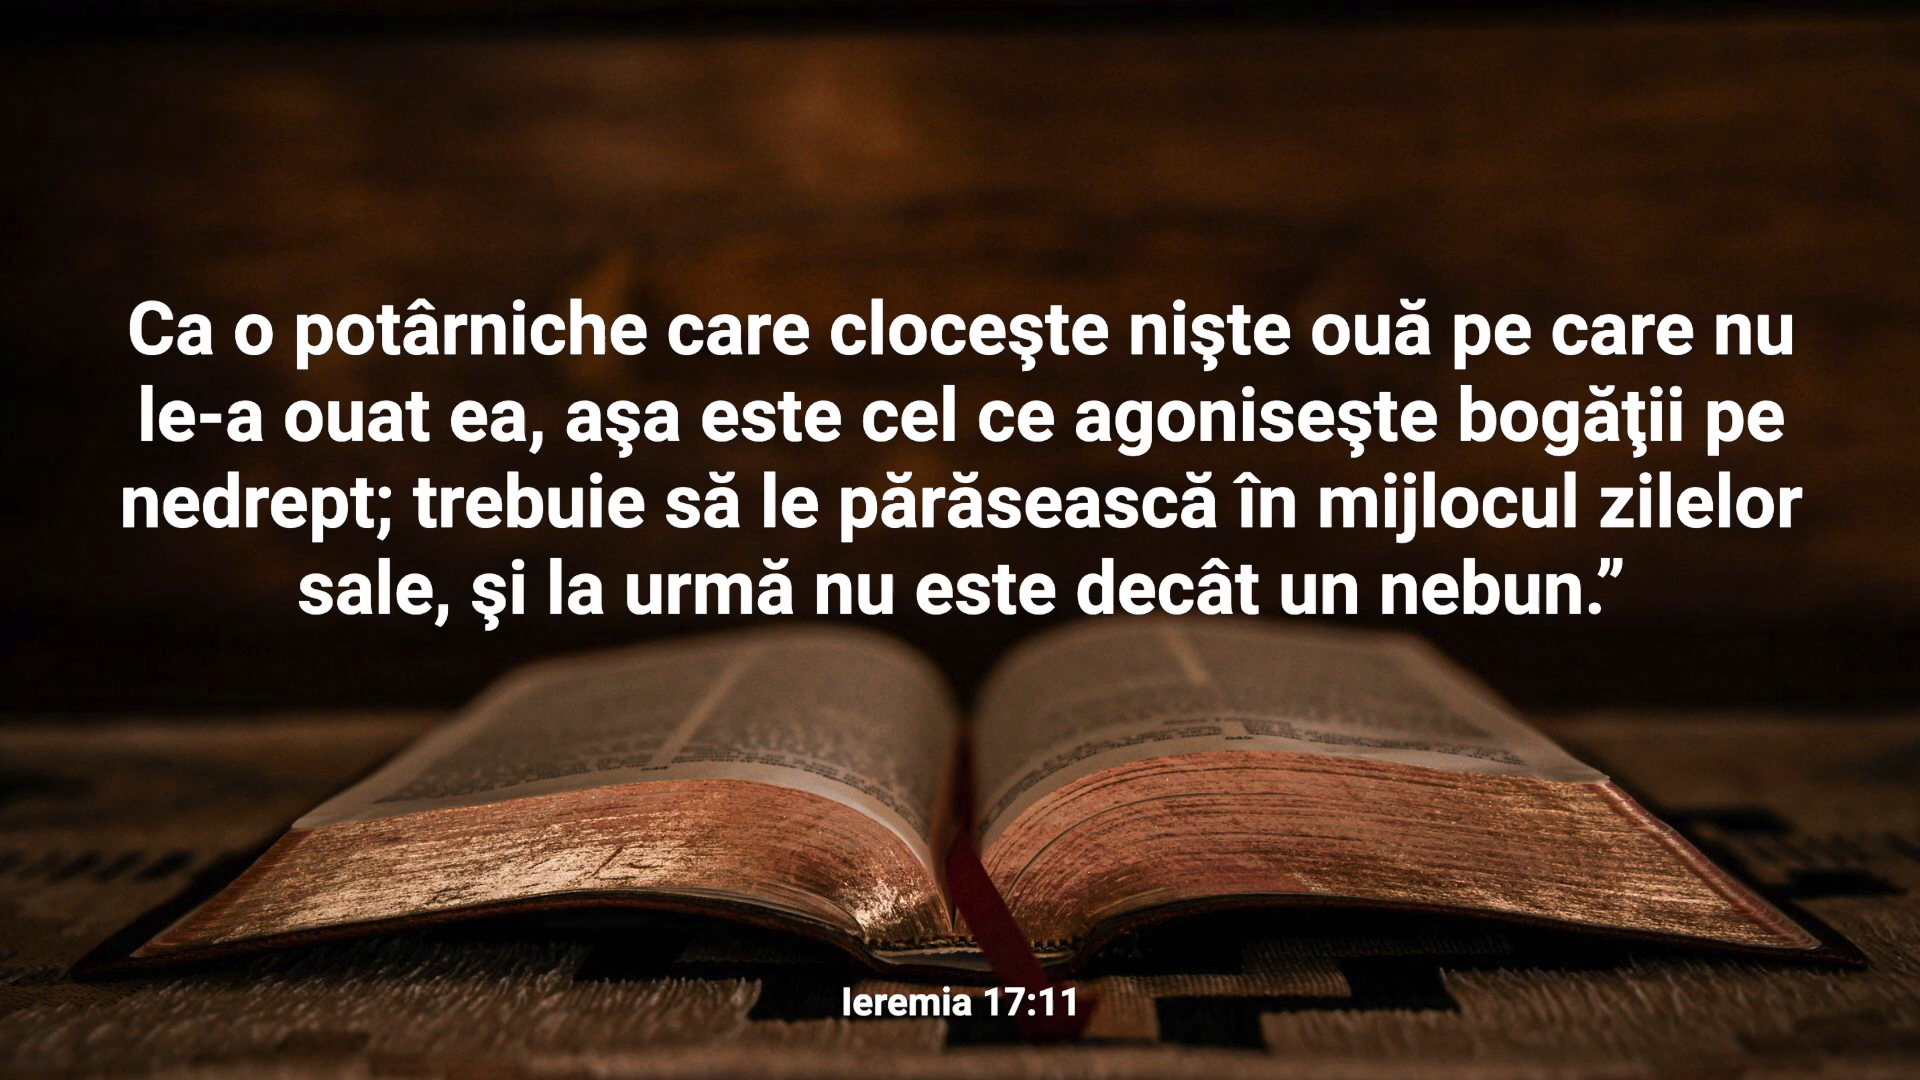 Ca o potârniche care cloceşte nişte ouă pe care nu
le-a ouat ea, aşa este cel ce agoniseşte bogăţii pe
nedrept; trebuie să le părăsească în mijlocul zilelor
sale, şi la urmă nu este decât un nebun.”
Ieremia 17:11